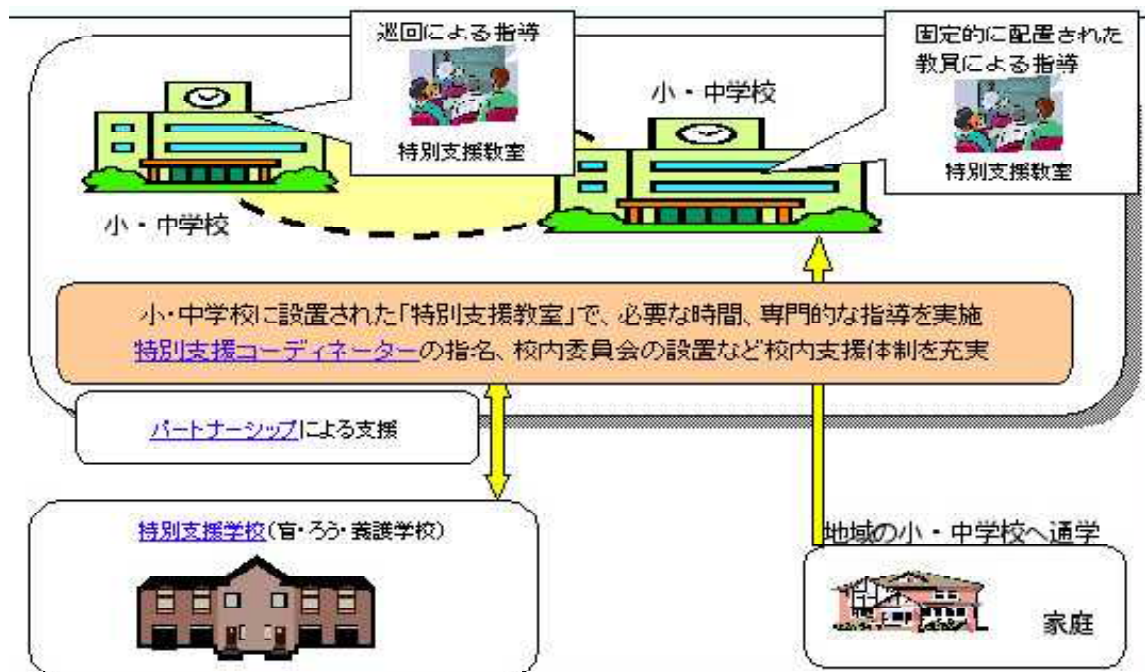 巡回による指導
特別支援教室
小・中学校
固定的に配置された
教員による指導
特別支援教室
小・中学校
小・中学校に設置された「特別支援教室」で、必要な時間、専門的な指導を実施
特別支援コーディネーターの指名、校内委員会の設置など校内支援体制を充実
パートナーシップによる支援
特別支援学校(盲・ろう・養護学校)
地域の小・中学校へ通学
家庭